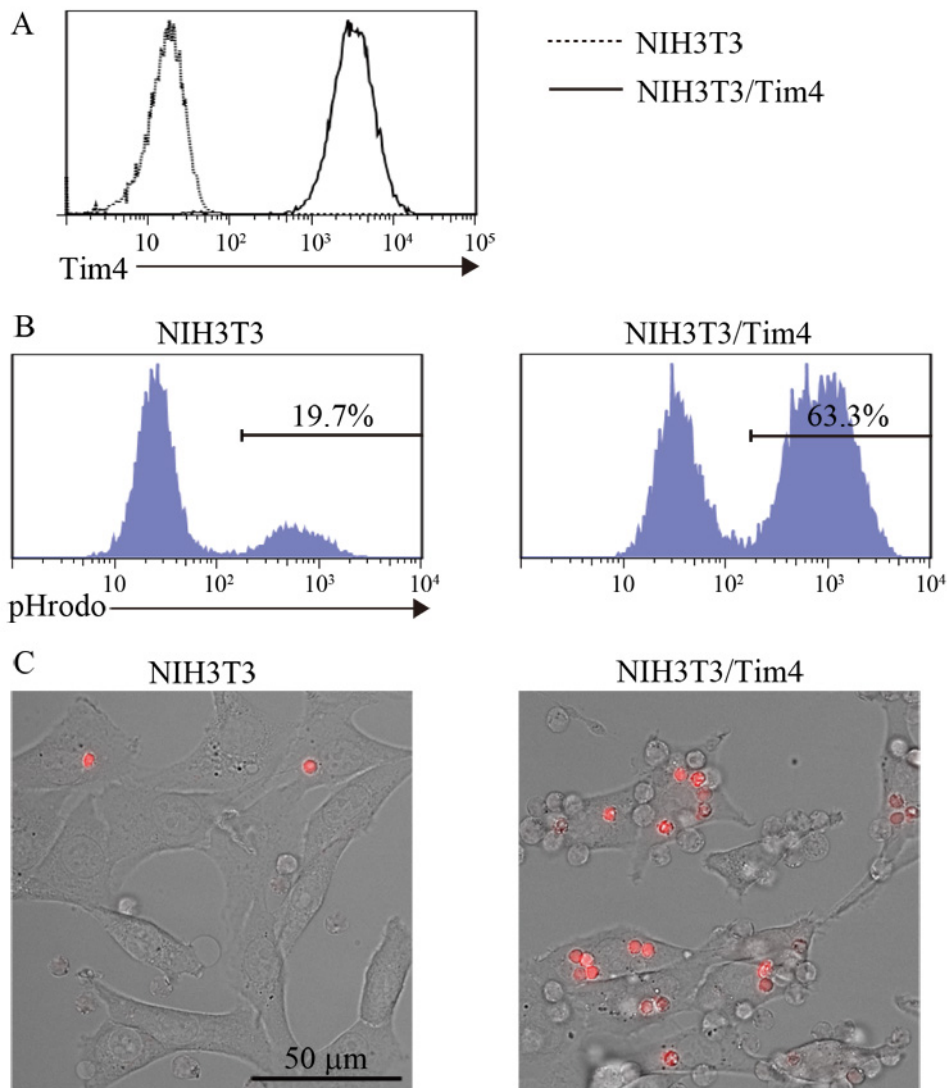 A
NIH3T3
NIH3T3/Tim4
10 10² 10³ 10⁴ 10⁵
Tim4
B
NIH3T3 NIH3T3/Tim4
19.7% 63.3%
10 10² 10³ 10⁴ 10 10² 10³ 10⁴
pHrodo
C
NIH3T3 NIH3T3/Tim4
50 µm